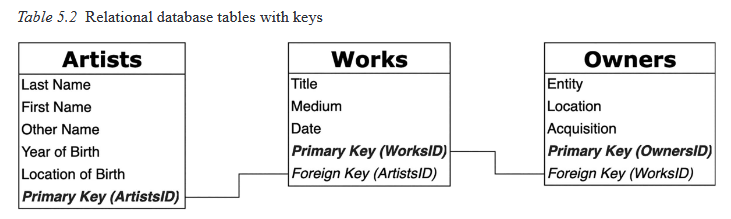 Table 5.2 Relational database tables with keys
Artists
Last Name
First Name
Other Name
Year of Birth
Location of Birth
Primary Key (ArtistsID)
Works
Title
Medium
Date
Primary Key (WorksID)
Foreign Key (ArtistsID)
Owners
Entity
Location
Acquisition
Primary Key (OwnersID)
Foreign Key (WorksID)